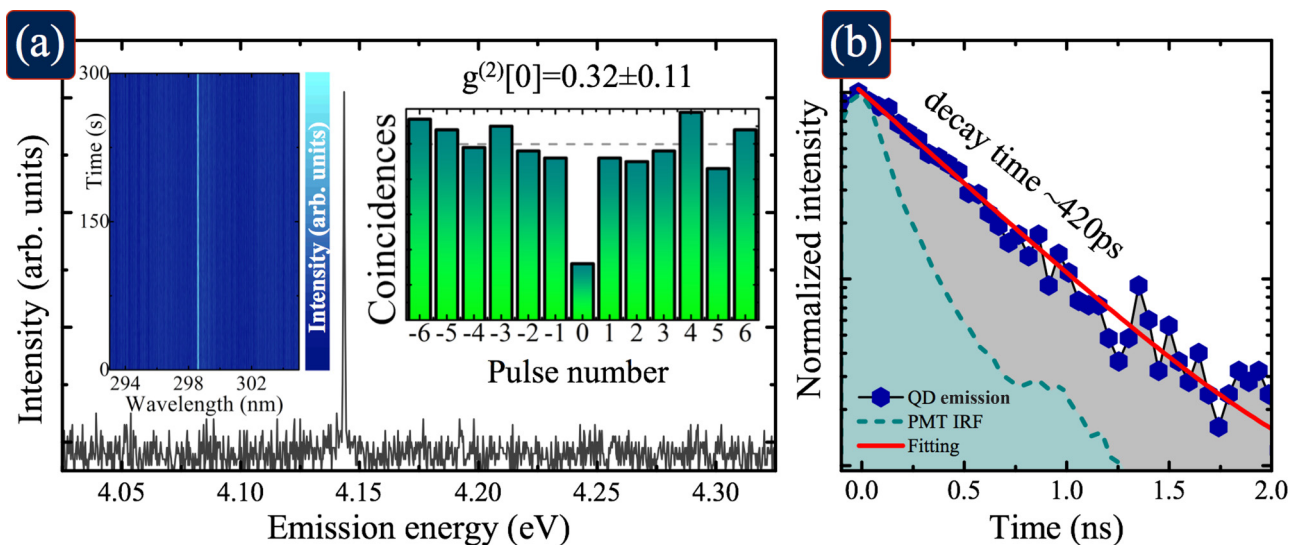 (a)
Intensity (arb. units)
300
150
0
Time (s)
294 298 302
Wavelength (nm)
Intensity (arb. units)
g(2)[0]=0.32±0.11
Coincidences
-6 -5 -4 -3 -2 -1 0 1 2 3 4 5 6
Pulse number
4.05 4.10 4.15 4.20 4.25 4.30
Emission energy (eV)
(b)
Normalized intensity
decay time ~420ps
QD emission
PMT IRF
Fitting
0.0 0.5 1.0 1.5 2.0
Time (ns)